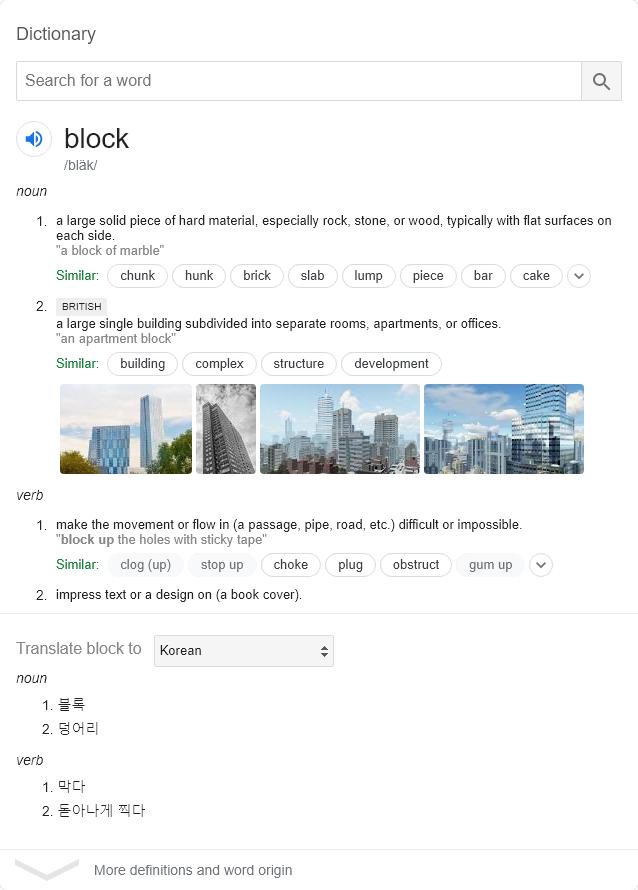 Dictionary
Search for a word
block
/bläk/
noun
1. a large solid piece of hard material, especially rock, stone, or wood, typically with flat surfaces on
each side.
"a block of marble"
Similar: chunk hunk brick slab lump piece bar cake
2. BRITISH
a large single building subdivided into separate rooms, apartments, or offices.
"an apartment block"
Similar: building complex structure development
verb
1. make the movement or flow in (a passage, pipe, road, etc.) difficult or impossible.
"block up the holes with sticky tape"
Similar: clog (up) stop up choke plug obstruct gum up
2. impress text or a design on (a book cover).
Translate block to Korean
noun
1. 블록
2. 덩어리
verb
1. 막다
2. 돋아나게 찍다
More definitions and word origin